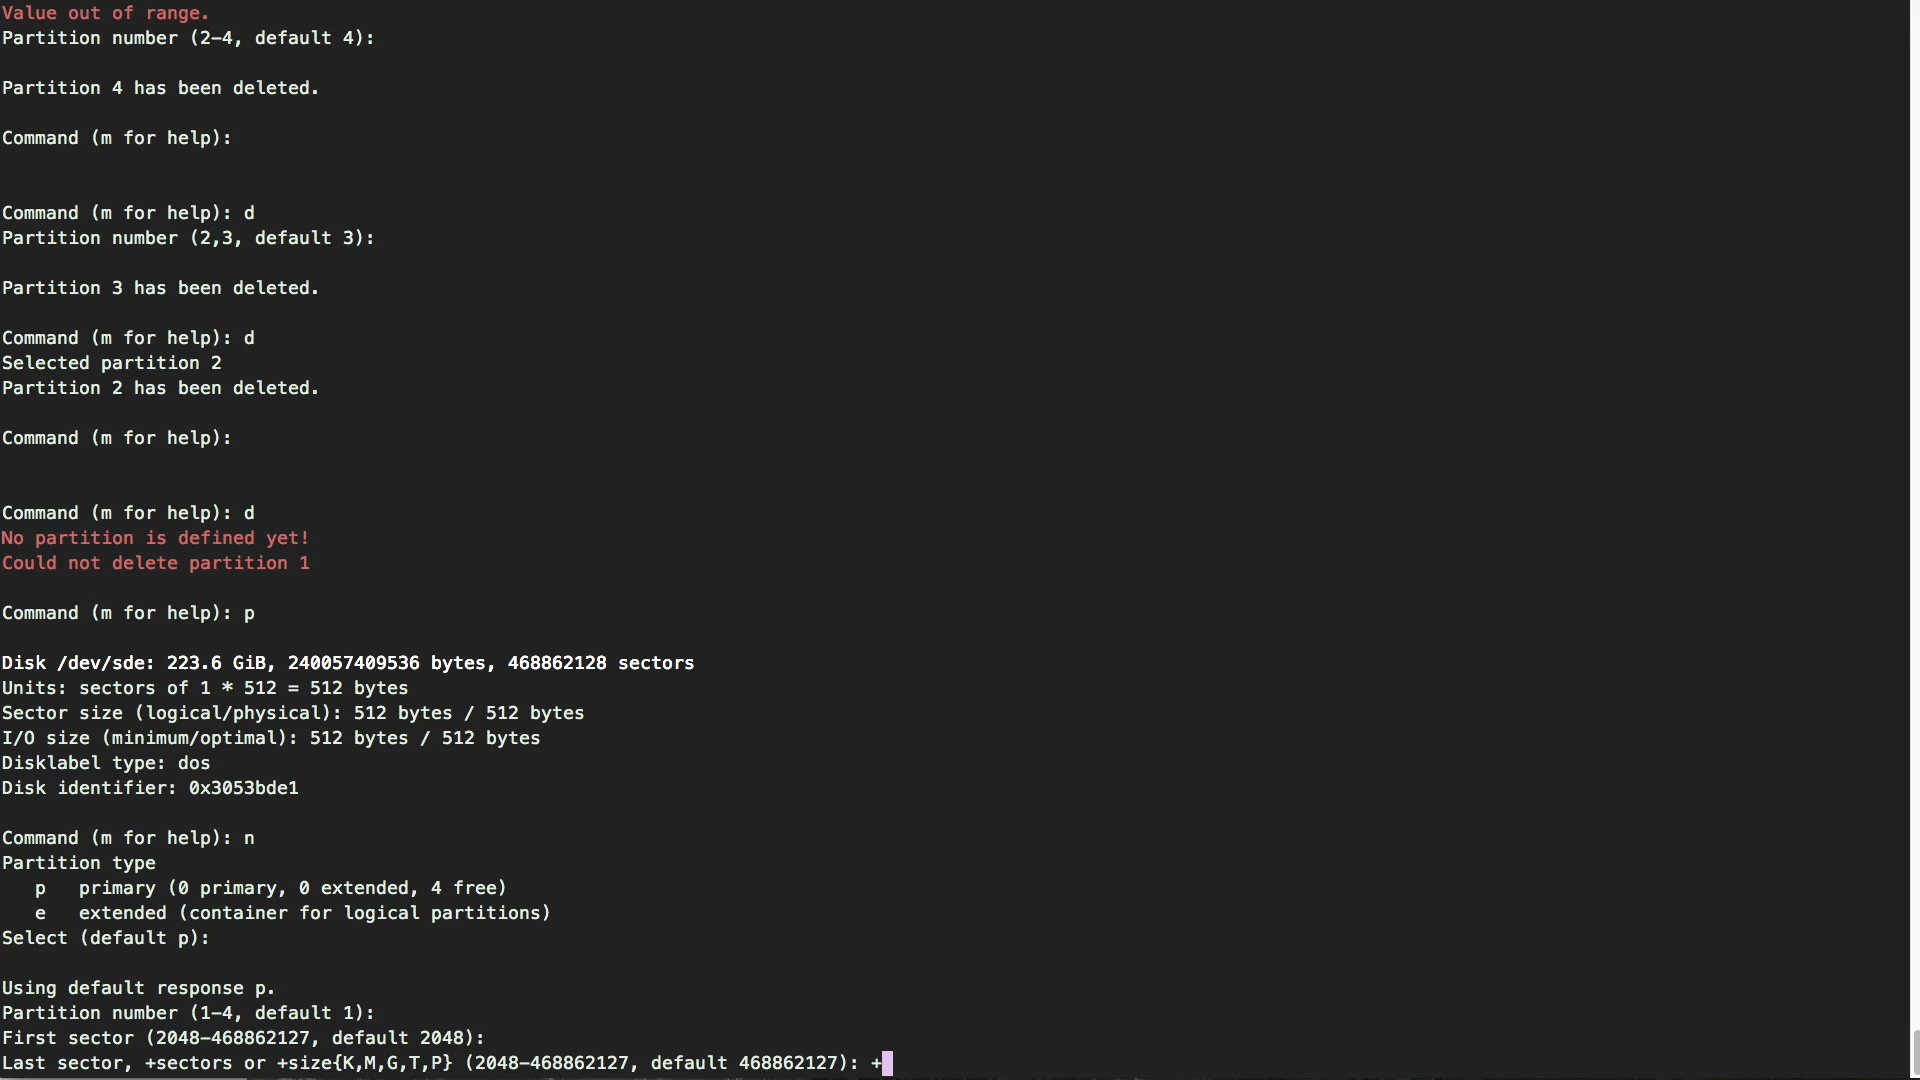 Value out of range.
Partition number (2-4, default 4):
Partition 4 has been deleted.
Command (m for help):
Command (m for help): d
Partition number (2,3, default 3):
Partition 3 has been deleted.
Command (m for help): d
Selected partition 2
Partition 2 has been deleted.
Command (m for help):
Command (m for help): d
No partition is defined yet!
Could not delete partition 1
Command (m for help): p
Disk /dev/sde: 223.6 GiB, 240057409536 bytes, 468862128 sectors
Units: sectors of 1 * 512 = 512 bytes
Sector size (logical/physical): 512 bytes / 512 bytes
I/O size (minimum/optimal): 512 bytes / 512 bytes
Disklabel type: dos
Disk identifier: 0x3053bde1
Command (m for help): n
Partition type
   p   primary (0 primary, 0 extended, 4 free)
   e   extended (container for logical partitions)
Select (default p):
Using default response p.
Partition number (1-4, default 1):
First sector (2048-468862127, default 2048):
Last sector, +sectors or +size{K,M,G,T,P} (2048-468862127, default 468862127): +